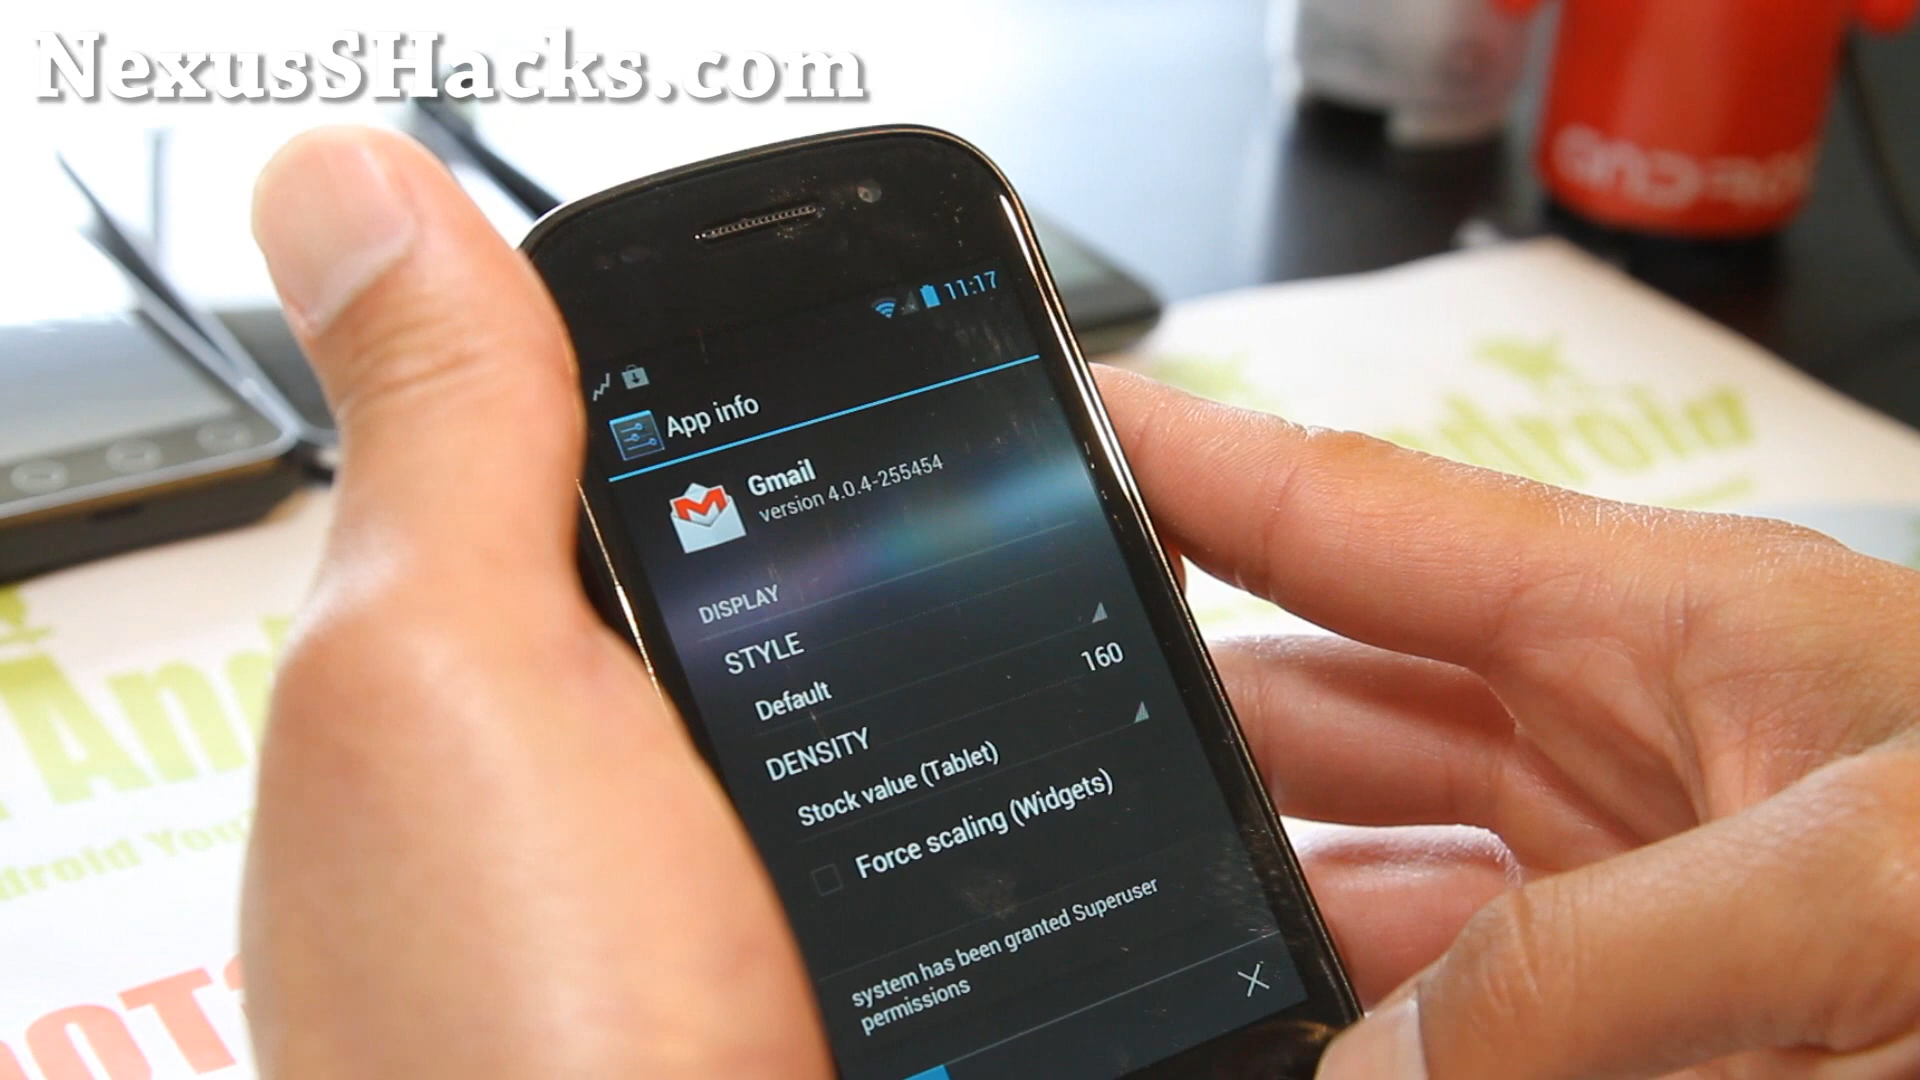 NexusSHacks.com
11:17
App info
Gmail
version 4.0.4-255454
DISPLAY
STYLE
Default
160
DENSITY
Stock value (Tablet)
Force scaling (Widgets)
system has been granted Superuser
permissions
Android